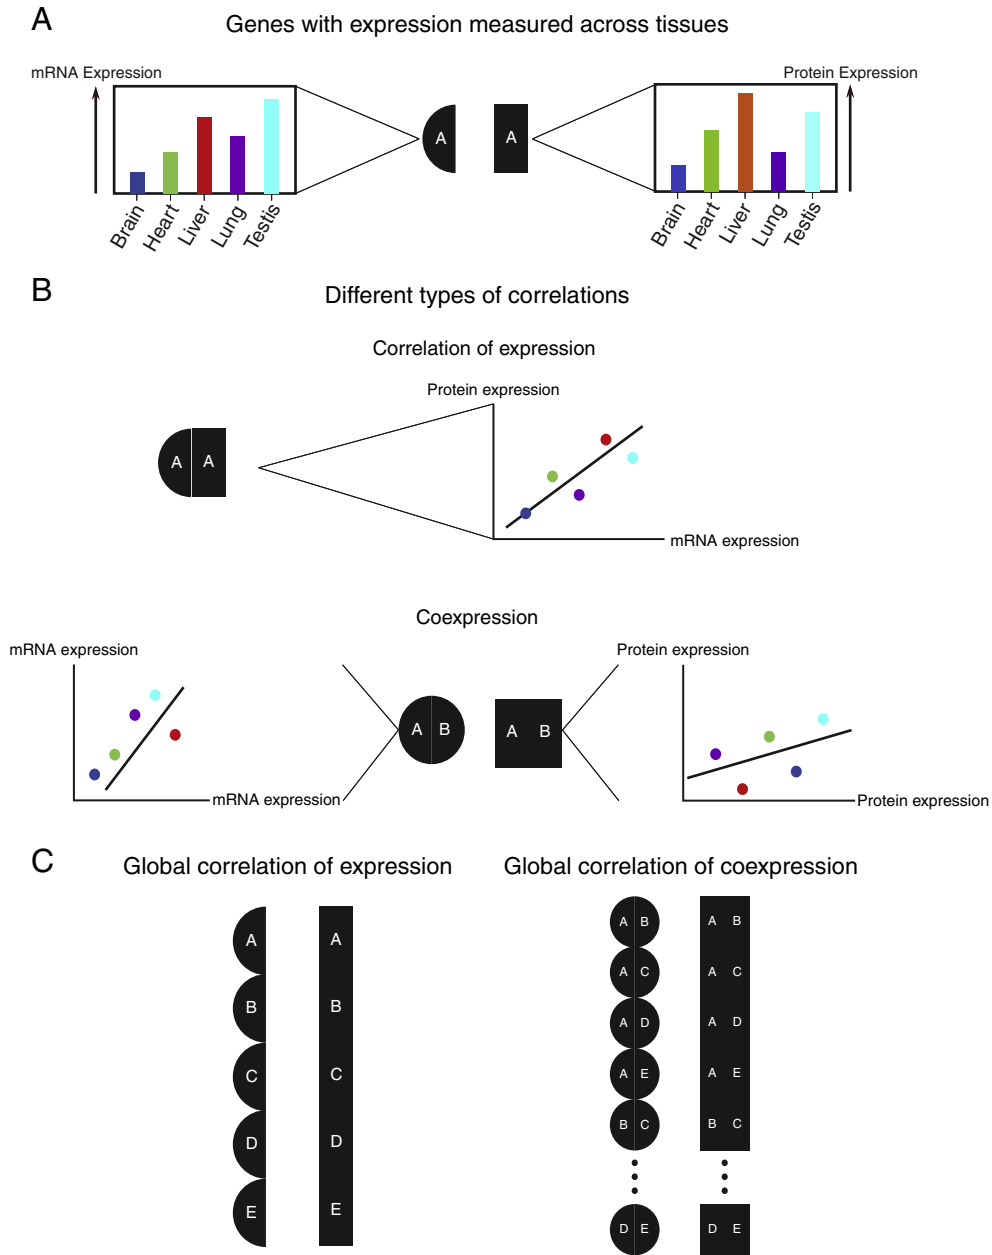 A
Genes with expression measured across tissues
mRNA Expression
Protein Expression
A
A
Brain
Heart
Liver
Lung
Testis
Brain
Heart
Liver
Lung
Testis
B
Different types of correlations
Correlation of expression
Protein expression
A A
mRNA expression
Coexpression
mRNA expression
Protein expression
A B
A B
mRNA expression
Protein expression
C
Global correlation of expression
Global correlation of coexpression
A
A
B
B
C
C
D
D
E
E
A B
A B
A C
A C
A D
A D
A E
A E
B C
B C
D E
D E